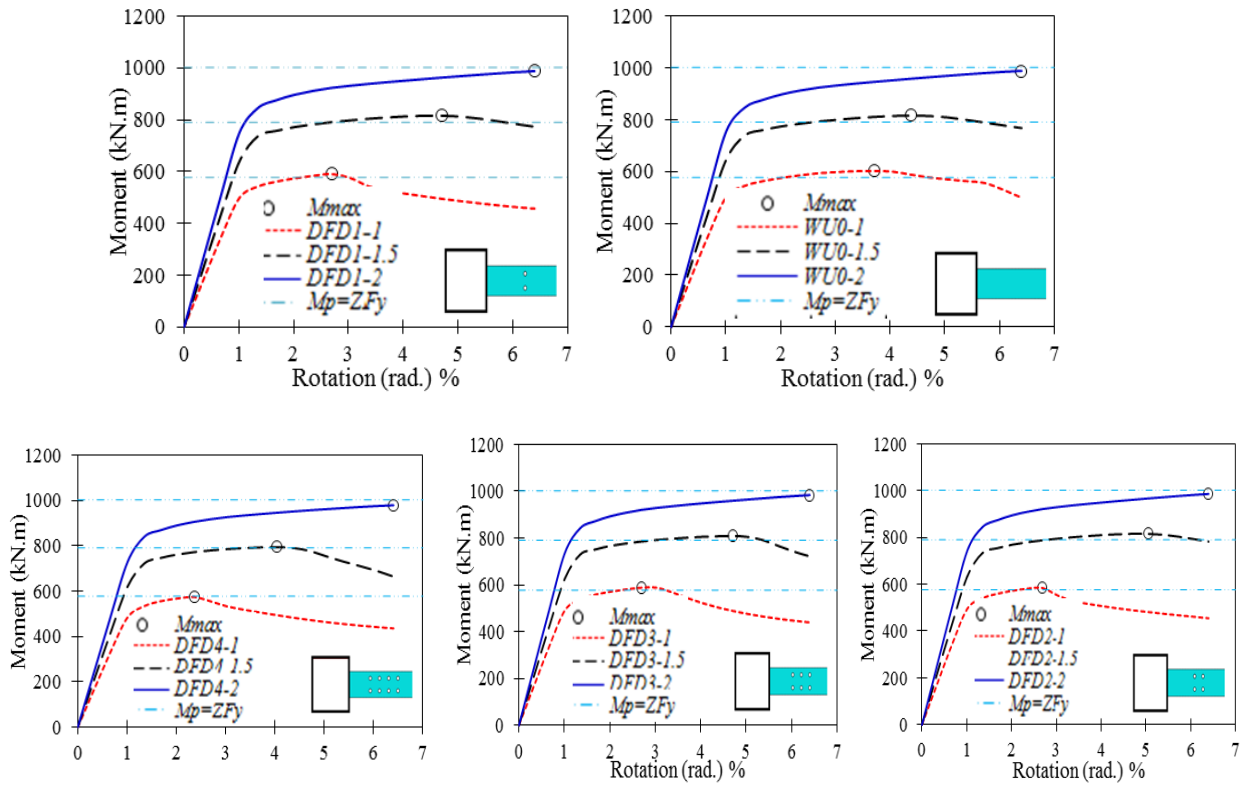 1200
1000
800
600
400
200
0
Moment (kN.m)
Mmax
DFD1-1
DFD1-1.5
DFD1-2
Mp=ZFy
0 1 2 3 4 5 6 7
Rotation (rad.) %
1200
1000
800
600
400
200
0
Moment (kN.m)
Mmax
WU0-1
WU0-1.5
WU0-2
Mp=ZFy
0 1 2 3 4 5 6 7
Rotation (rad.) %
1200
1000
800
600
400
200
0
Moment (kN.m)
Mmax
DFD4-1
DFD4-1.5
DFD4-2
Mp=ZFy
0 1 2 3 4 5 6 7
Rotation (rad.) %
1200
1000
800
600
400
200
0
Moment (kN.m)
Mmax
DFD3-1
DFD3-1.5
DFD3-2
Mp=ZFy
0 1 2 3 4 5 6 7
Rotation (rad.) %
1200
1000
800
600
400
200
0
Moment (kN.m)
Mmax
DFD2-1
DFD2-1.5
DFD2-2
Mp=ZFy
0 1 2 3 4 5 6 7
Rotation (rad.) %